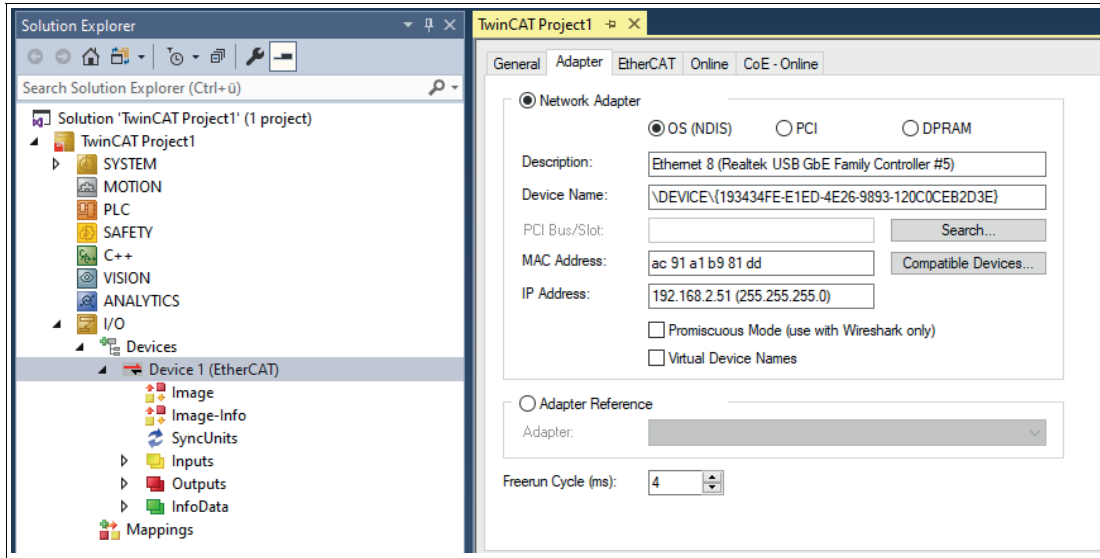 Solution Explorer
Search Solution Explorer (Ctrl+ü)
Solution 'TwinCAT Project1' (1 project)
TwinCAT Project1
SYSTEM
MOTION
PLC
SAFETY
C++
VISION
ANALYTICS
I/O
Devices
Device 1 (EtherCAT)
Image
Image-Info
SyncUnits
Inputs
Outputs
InfoData
Mappings
TwinCAT Project1
General Adapter EtherCAT Online CoE - Online
Network Adapter
OS (NDIS) PCI DPRAM
Description: Ethernet 8 (Realtek USB GbE Family Controller #5)
Device Name: \DEVICE\{193434FE-E1ED-4E26-9893-120C0CEB2D3E}
PCI Bus/Slot: Search...
MAC Address: ac 91 a1 b9 81 dd Compatible Devices...
IP Address: 192.168.2.51 (255.255.255.0)
Promiscuous Mode (use with Wireshark only)
Virtual Device Names
Adapter Reference
Adapter:
Freerun Cycle (ms): 4